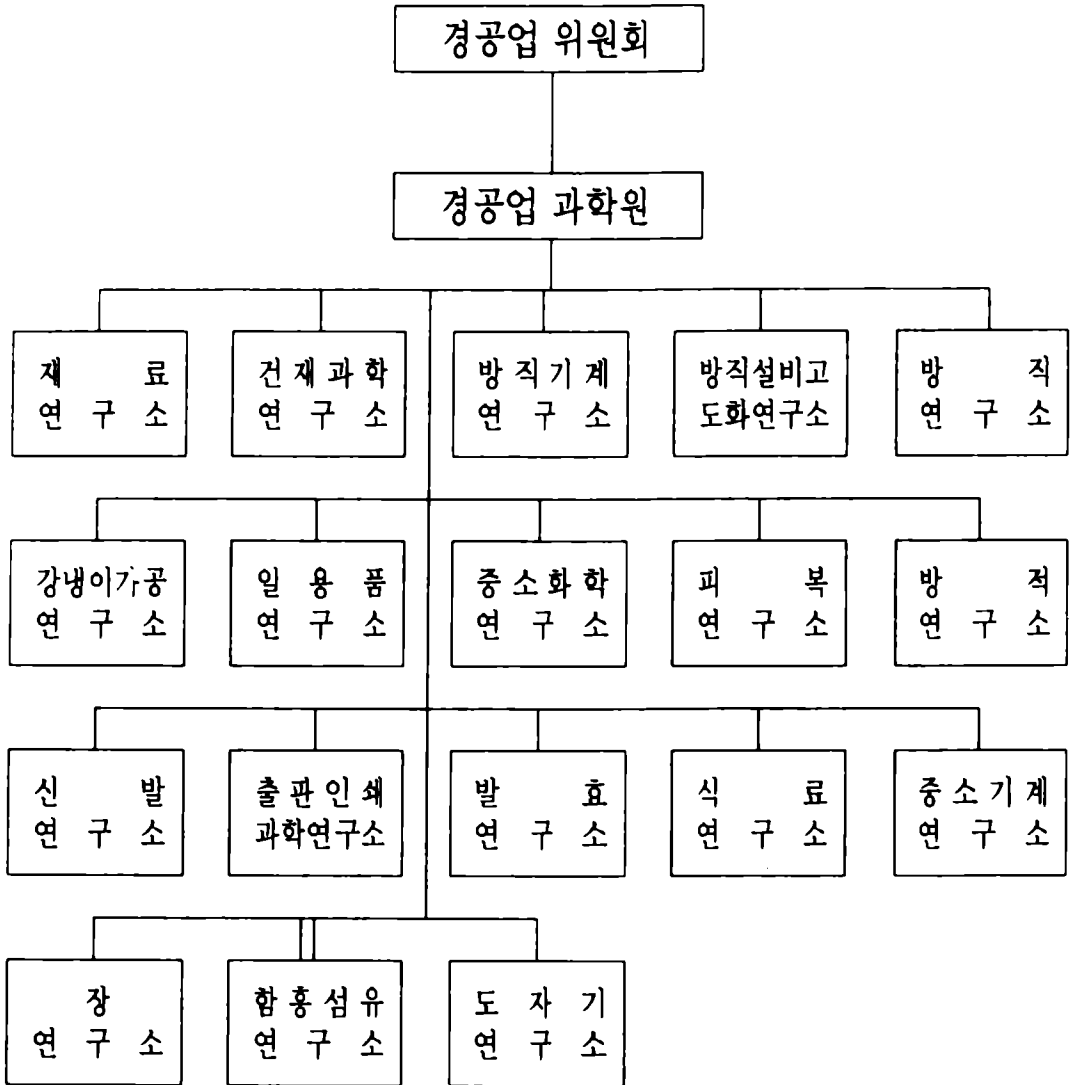 경공업 위원회
경공업 과학원
재료
연구소
건재과학
연구소
방직기계
연구소
방직설비고
도화연구소
방직
연구소
강냉이가공
연구소
일용품
연구소
중소화학
연구소
피복
연구소
방적
연구소
신발
연구소
출판인쇄
과학연구소
발효
연구소
식료
연구소
중소기계
연구소
장
연구소
함흥섬유
연구소
도자기
연구소